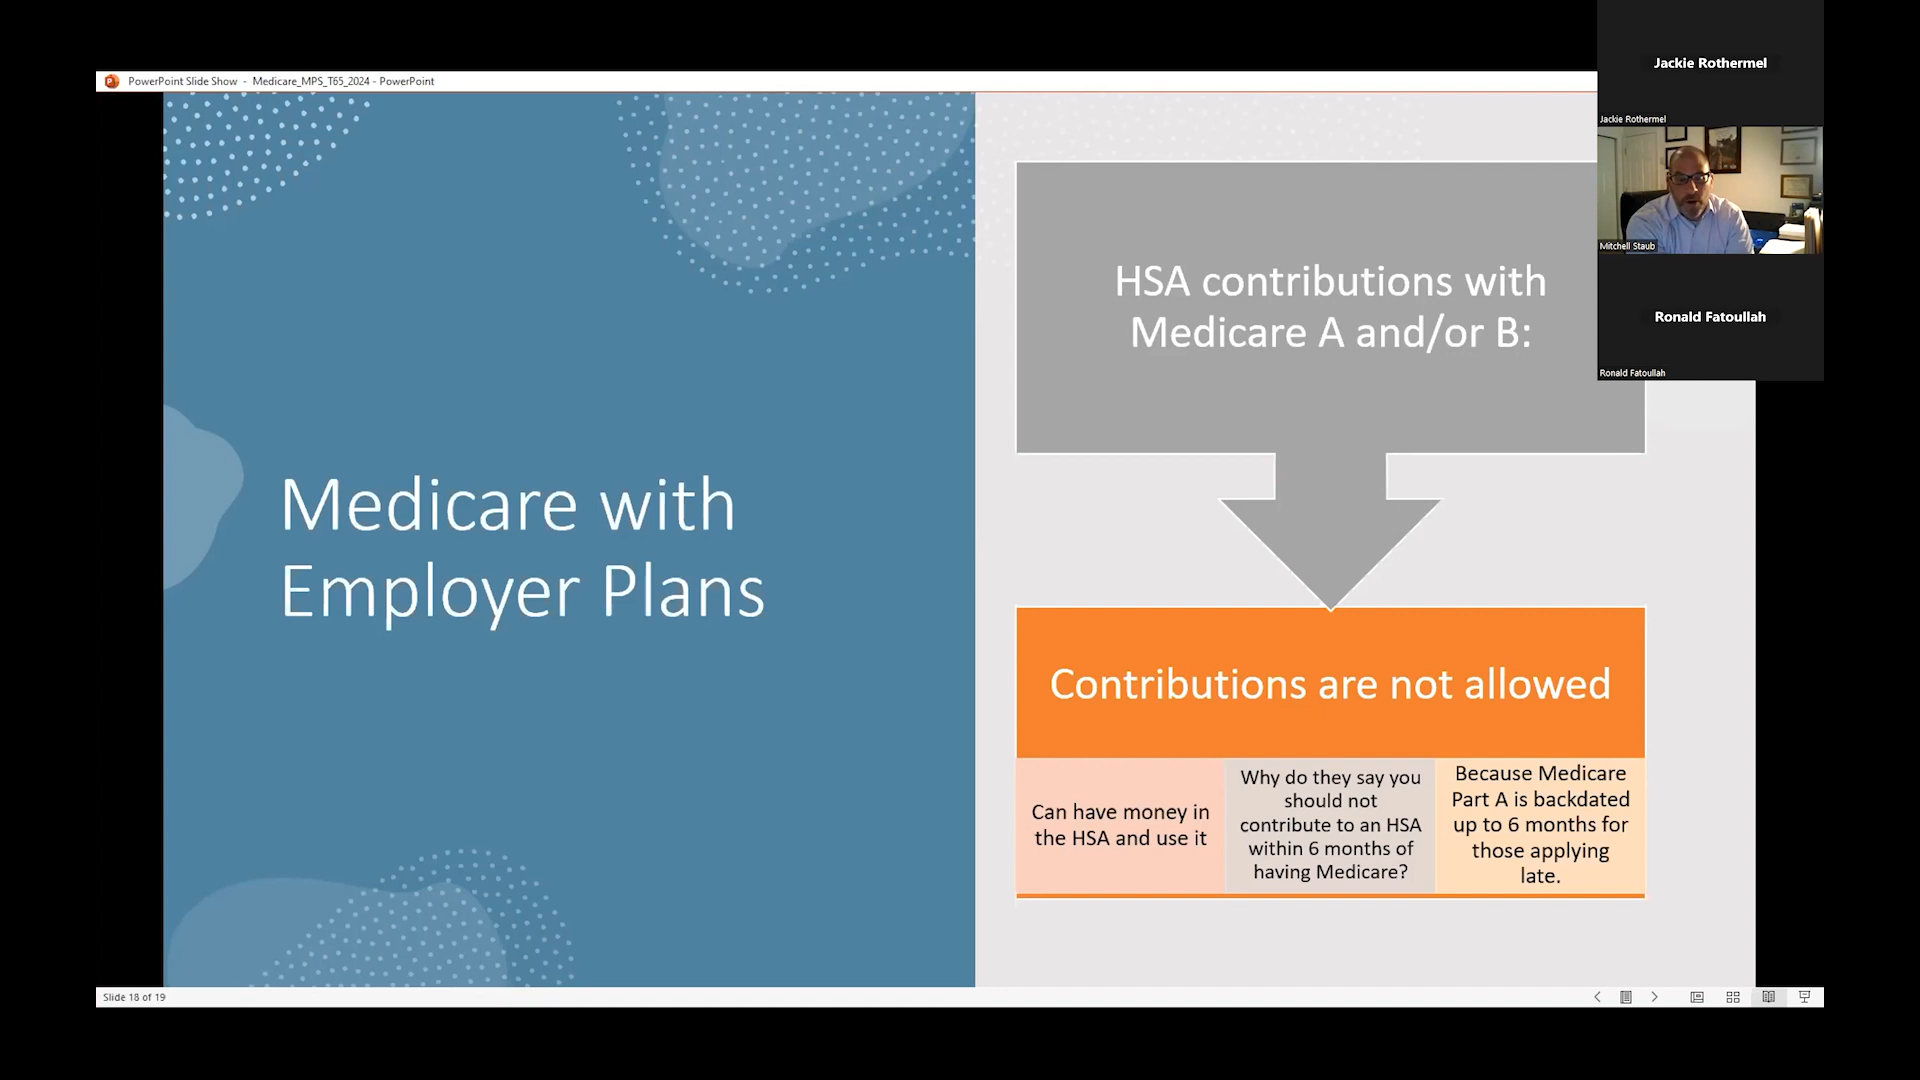 PowerPoint Slide Show - Medicare_MPS_T65_2024 - PowerPoint
Medicare with
Employer Plans
HSA contributions with
Medicare A and/or B:
Contributions are not allowed
Can have money in
the HSA and use it
Why do they say you
should not
contribute to an HSA
within 6 months of
having Medicare?
Because Medicare
Part A is backdated
up to 6 months for
those applying
late.
Jackie Rothermel
Jackie Rothermel
Mitchell Staub
Ronald Fatoullah
Ronald Fatoullah
Slide 18 of 19